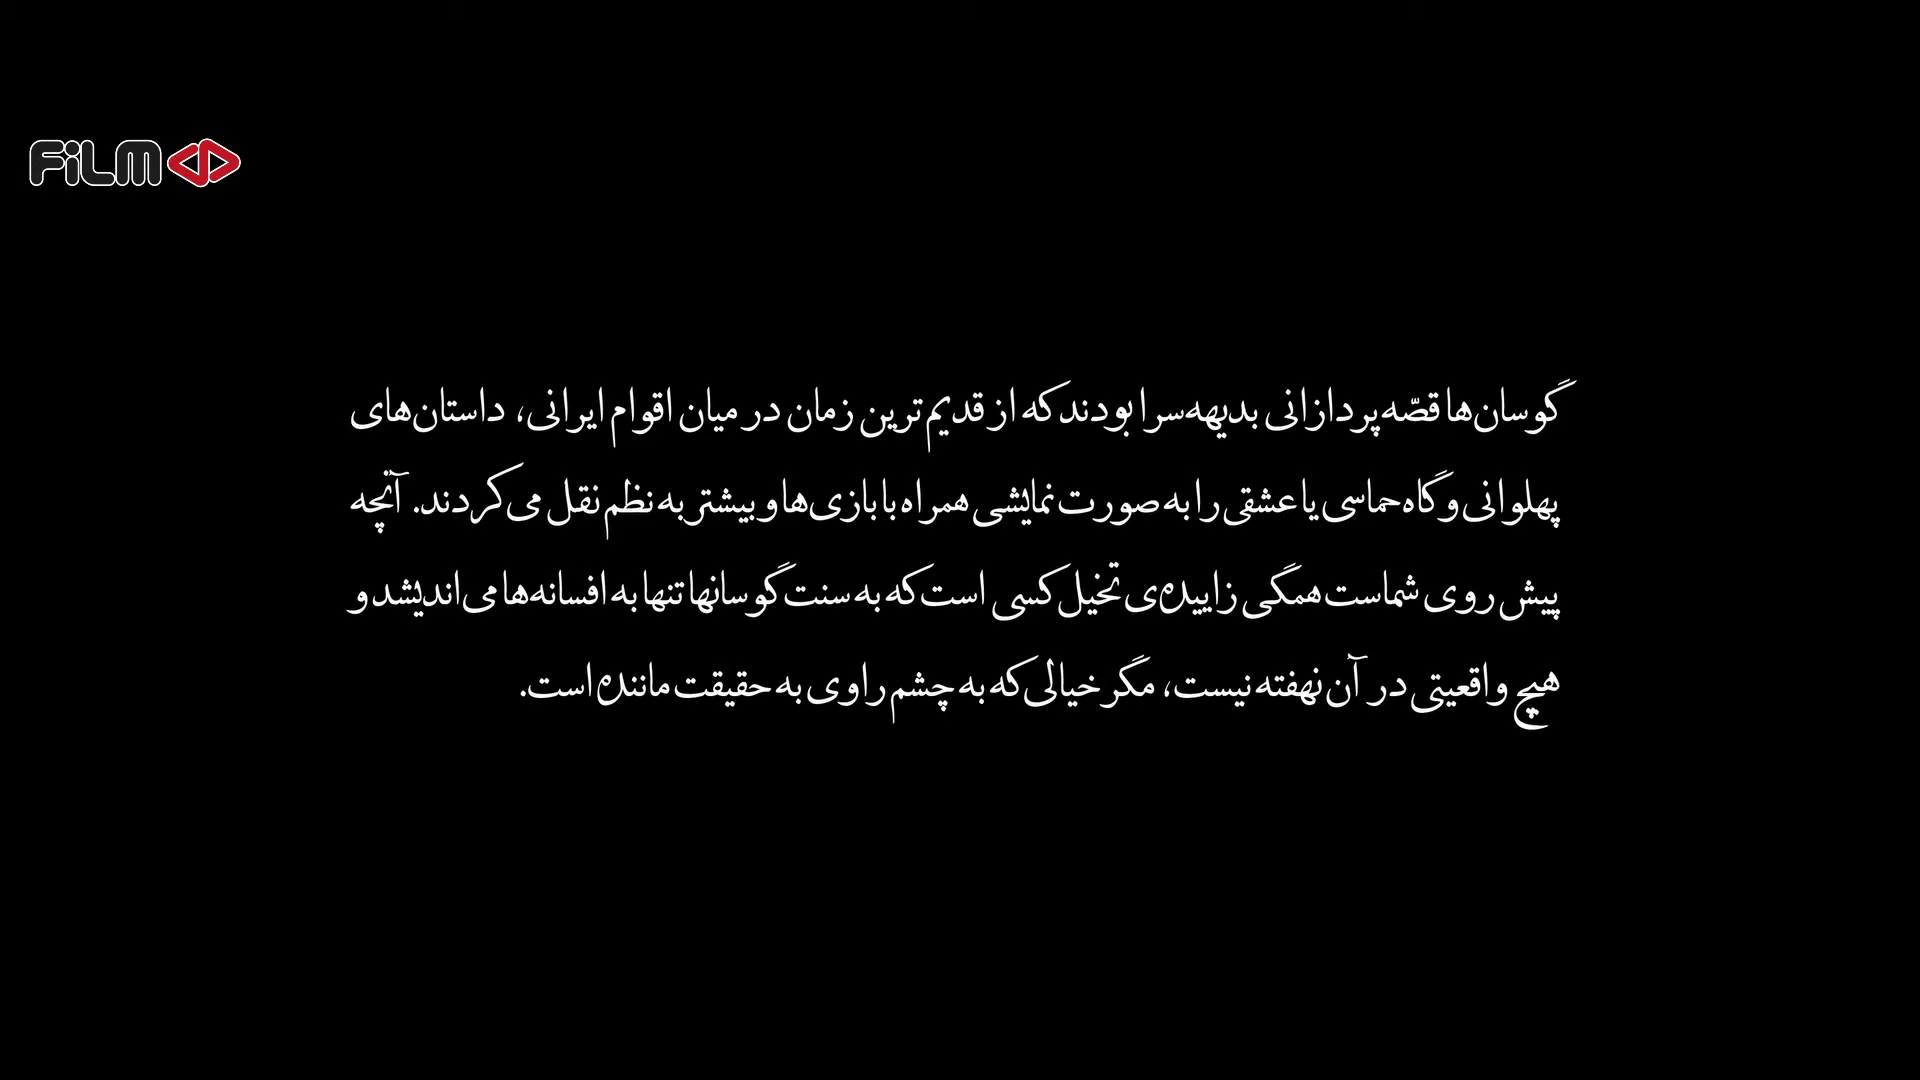 FiLM
گوسان‌ها قصّه‌پردازانی بدیهه‌سرا بودند که از قدیم‌ترین زمان در میان اقوام ایرانی، داستان‌های
پهلوانی و گاه حماسی یا عشقی را به صورت نمایشی همراه با بازی‌ها و بیشتر به نظم نقل می‌کردند. آنچه
پیش روی شماست همگی زاییده‌ی تخیل کسی است که به سنت گوسانها تنها به افسانه‌ها می‌اندیشد و
هیچ واقعیتی در آن نهفته نیست، مگر خیالی که به چشم راوی به حقیقت مانندهاست.